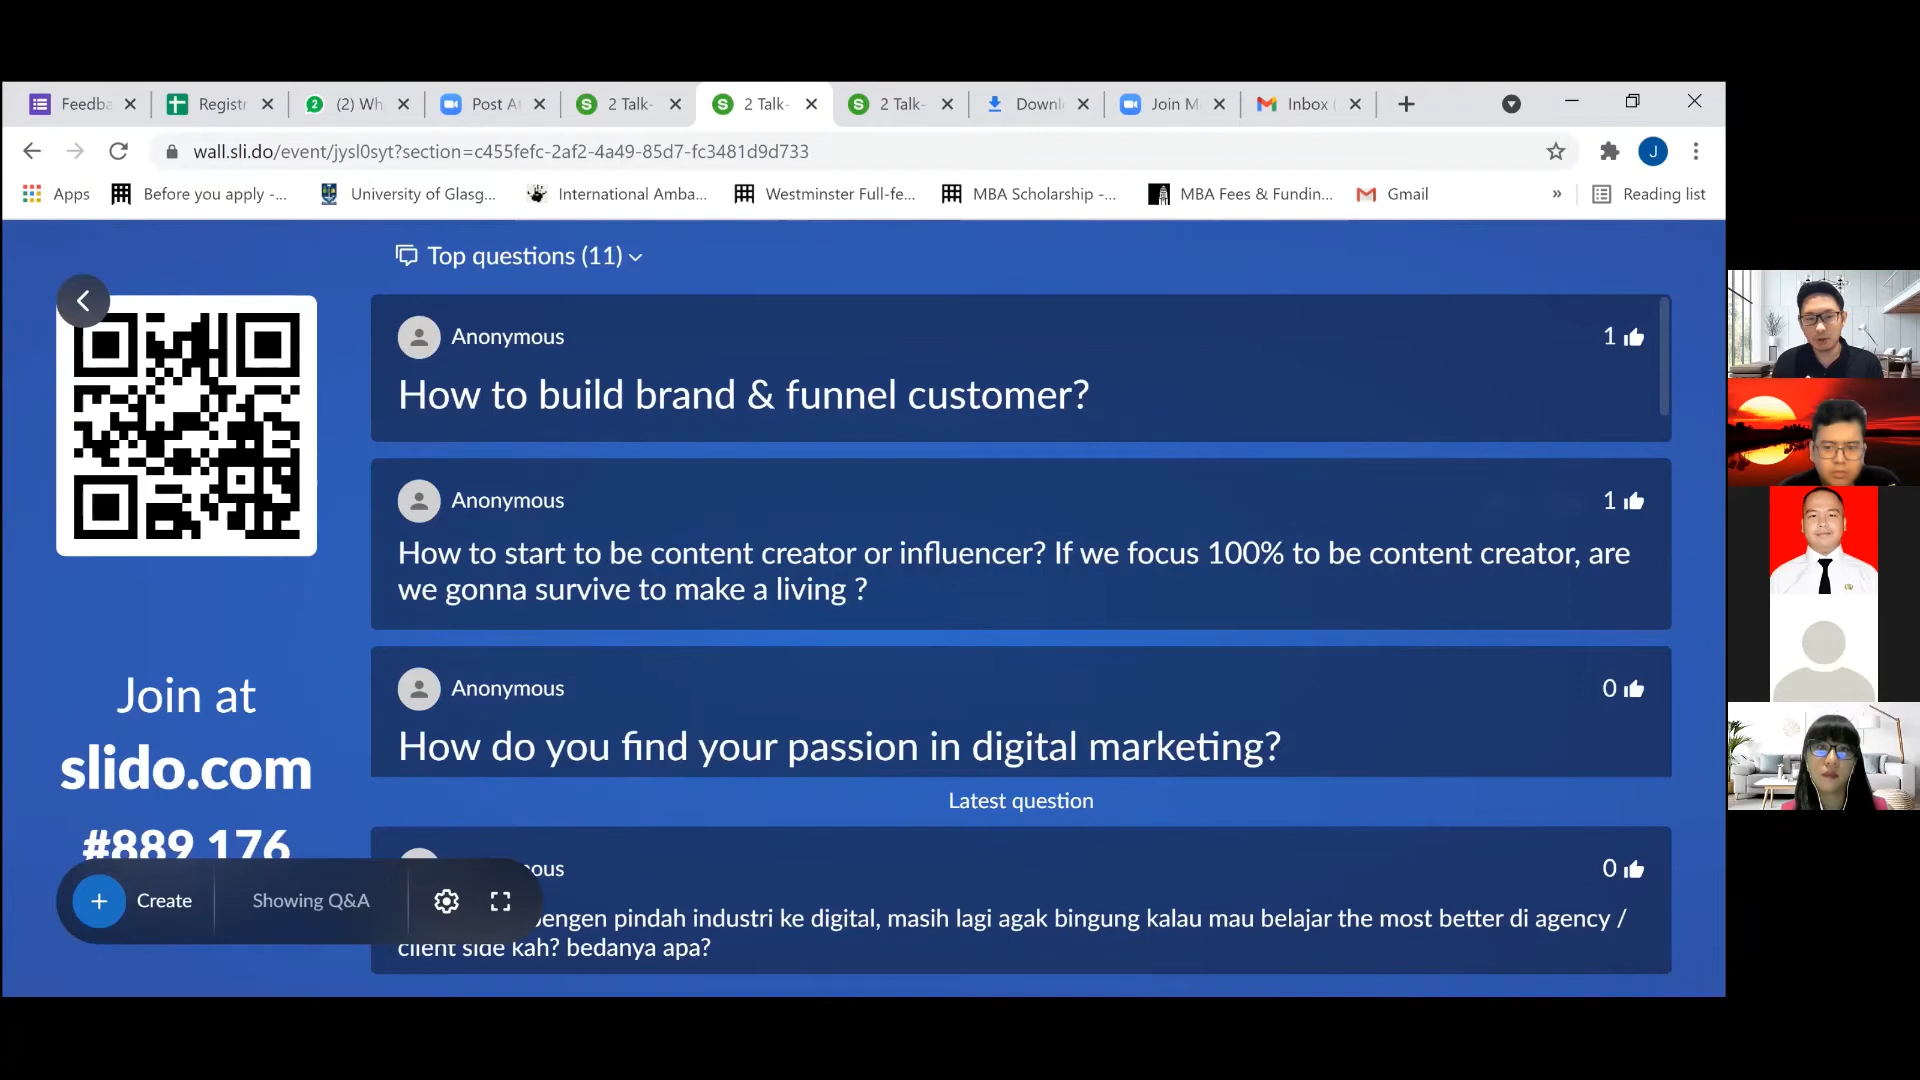 Feedba
Registr
(2) Wh
Post A
2 Talk-
2 Talk-
2 Talk-
Downl
Join M
Inbox (
wall.sli.do/event/jysl0syt?section=c455fefc-2af2-4a49-85d7-fc3481d9d733
J
Apps
Before you apply -...
University of Glasg...
International Amba...
Westminster Full-fe...
MBA Scholarship -...
MBA Fees & Fundin...
Gmail
»
Reading list
Top questions (11)
Anonymous
1
How to build brand & funnel customer?
Anonymous
1
How to start to be content creator or influencer? If we focus 100% to be content creator, are
we gonna survive to make a living ?
Anonymous
0
How do you find your passion in digital marketing?
Latest question
0
pengen pindah industri ke digital, masih lagi agak bingung kalau mau belajar the most better di agency /
client side kah? bedanya apa?
Join at
slido.com
#889 176
Create
Showing Q&A